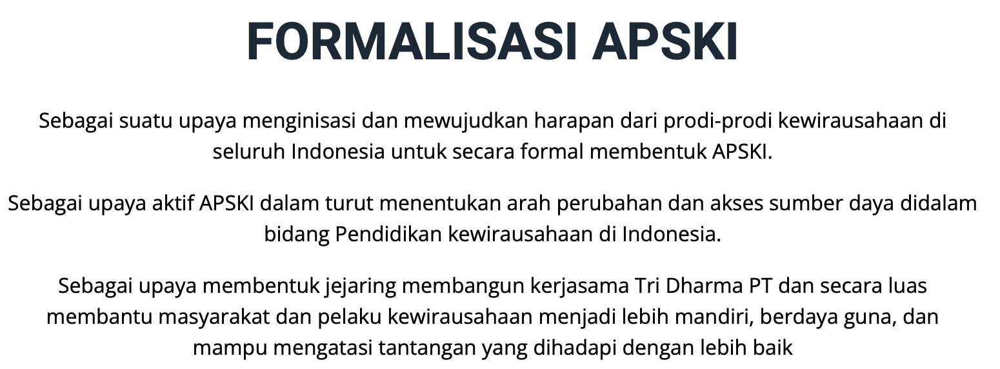 FORMALISASI APSKI
Sebagai suatu upaya menginisasi dan mewujudkan harapan dari prodi-prodi kewirausahaan di
seluruh Indonesia untuk secara formal membentuk APSKI.
Sebagai upaya aktif APSKI dalam turut menentukan arah perubahan dan akses sumber daya didalam
bidang Pendidikan kewirausahaan di Indonesia.
Sebagai upaya membentuk jejaring membangun kerjasama Tri Dharma PT dan secara luas
membantu masyarakat dan pelaku kewirausahaan menjadi lebih mandiri, berdaya guna, dan
mampu mengatasi tantangan yang dihadapi dengan lebih baik